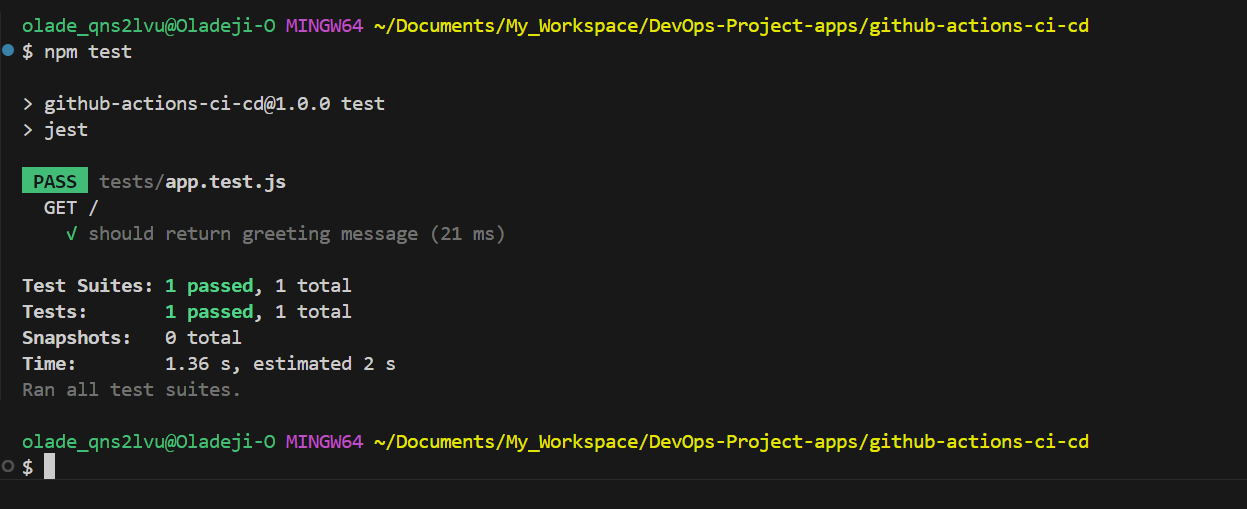 olade_qns2lvu@Oladeji-O MINGW64 ~/Documents/My_Workspace/DevOps-Project-apps/github-actions-ci-cd
$ npm test
> github-actions-ci-cd@1.0.0 test
> jest
PASS tests/app.test.js
GET /
√ should return greeting message (21 ms)
Test Suites: 1 passed, 1 total
Tests: 1 passed, 1 total
Snapshots: 0 total
Time: 1.36 s, estimated 2 s
Ran all test suites.
olade_qns2lvu@Oladeji-O MINGW64 ~/Documents/My_Workspace/DevOps-Project-apps/github-actions-ci-cd
$